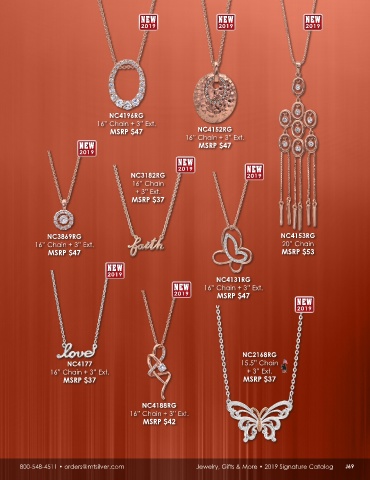 NEW
2019
NEW
2019
NEW
2019
NC4196RG
16" Chain + 3" Ext.
MSRP $47
NC4152RG
16" Chain + 3" Ext.
MSRP $47
NEW
2019
NEW
2019
NEW
2019
NC3182RG
16" Chain
+ 3" Ext.
MSRP $37
faith
NC3869RG
16" Chain + 3" Ext.
MSRP $47
NC4153RG
20" Chain
MSRP $53
NC4131RG
16" Chain + 3" Ext.
MSRP $47
NEW
2019
NEW
2019
NEW
2019
love
NC4177
16" Chain + 3" Ext.
MSRP $37
NC2168RG
15.5" Chain
+ 3" Ext.
MSRP $37
NC4188RG
16" Chain + 3" Ext.
MSRP $42
800-548-4511 • orders@mtsilver.com
Jewelry, Gifts & More • 2019 Signature Catalog J49